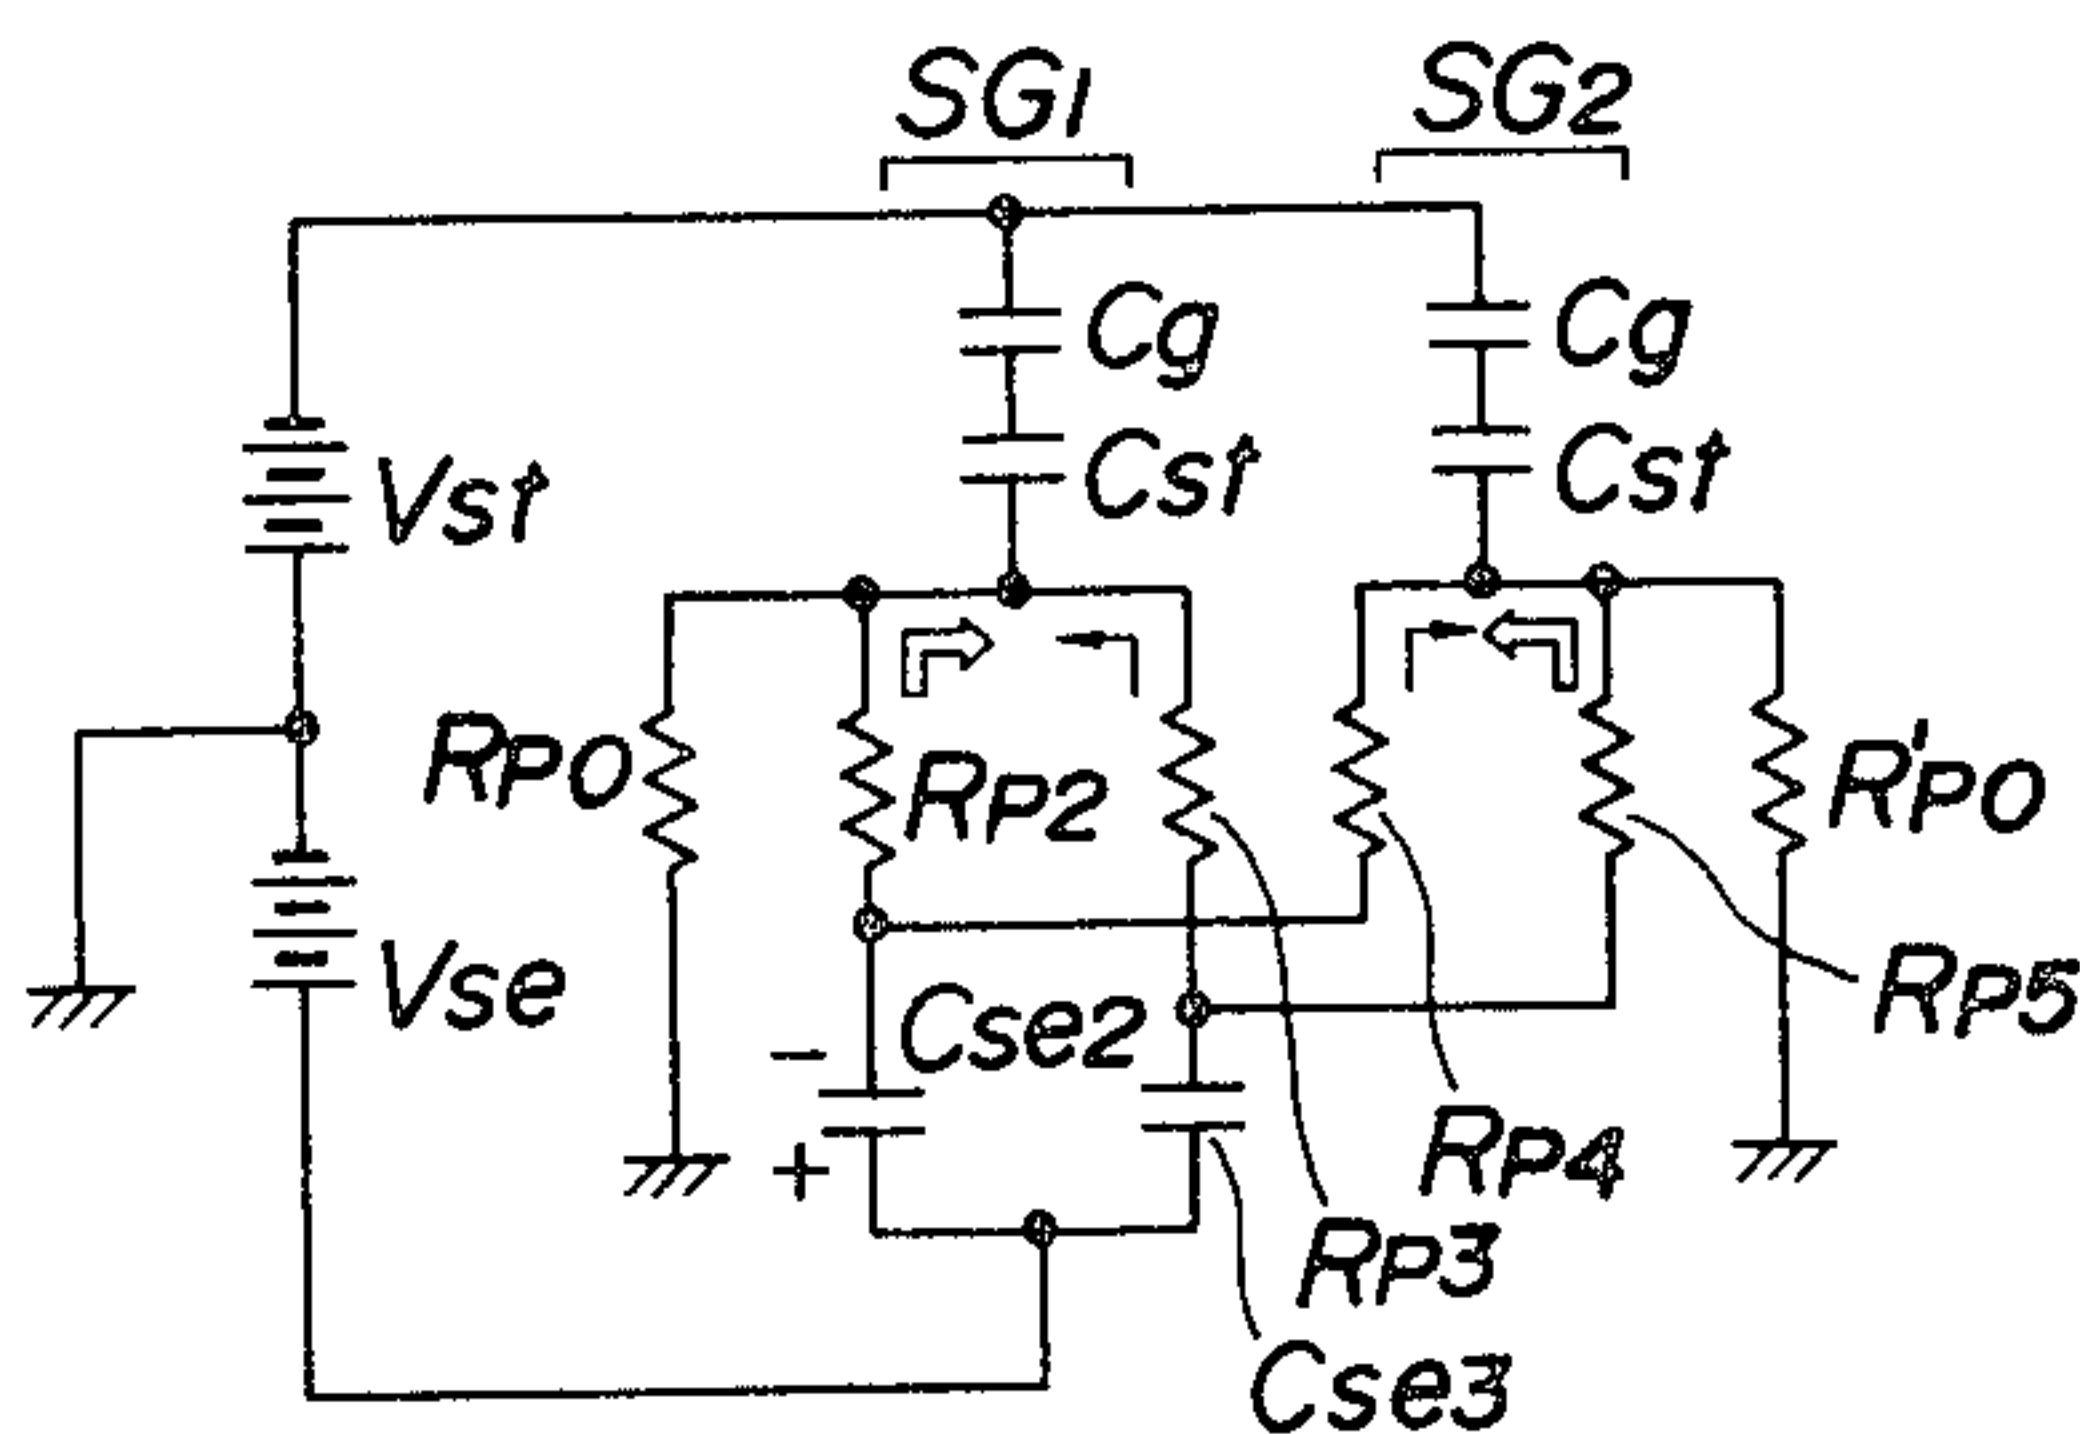 SG1 SG2
Cg Cg
Vst Cst Cst
RP0 RP2 R'P0
Vse Cse2 RP5
−
+ RP4
RP3
Cse3